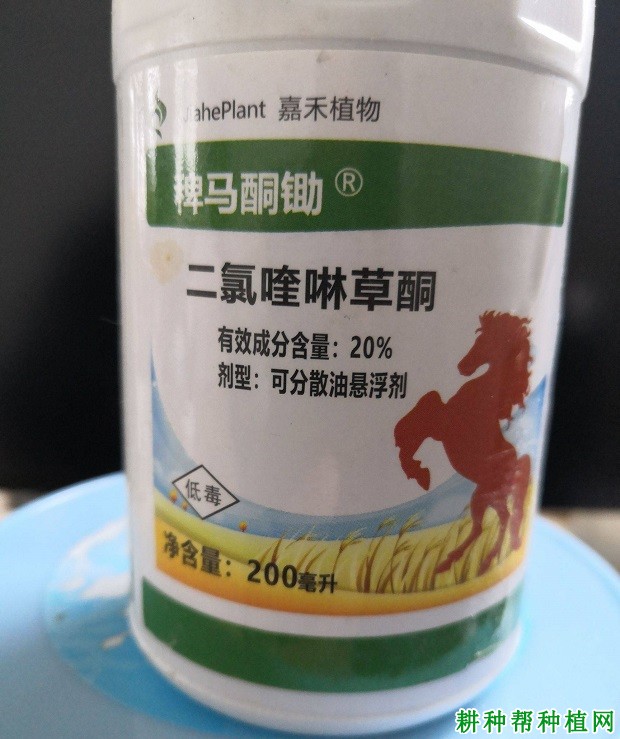 JiahePlant 嘉禾植物
稗马酮锄®
二氯喹啉草酮
有效成分含量：20%
剂型：可分散油悬浮剂
低毒
净含量：200毫升
耕种帮种植网